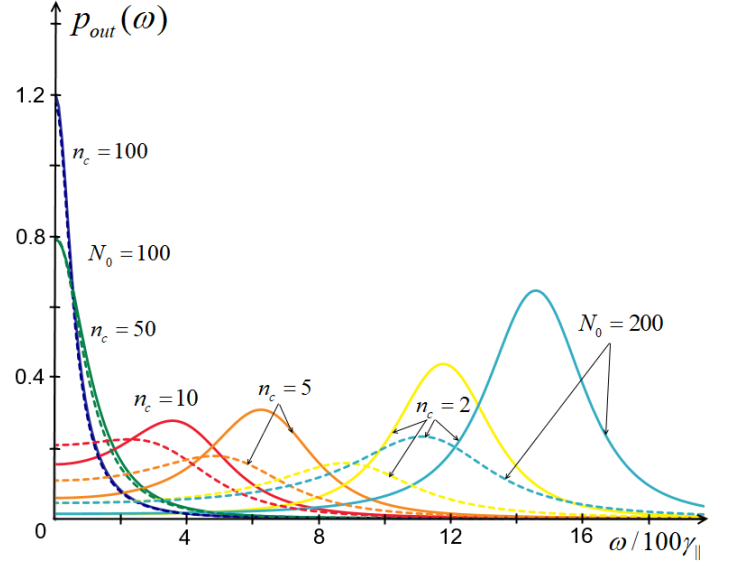 p_out(ω)
1.2
n_c = 100
0.8
N_0 = 100
n_c = 50
N_0 = 200
0.4
n_c = 10
n_c = 5
n_c = 2
0
4
8
12
16
ω / 100γ_||